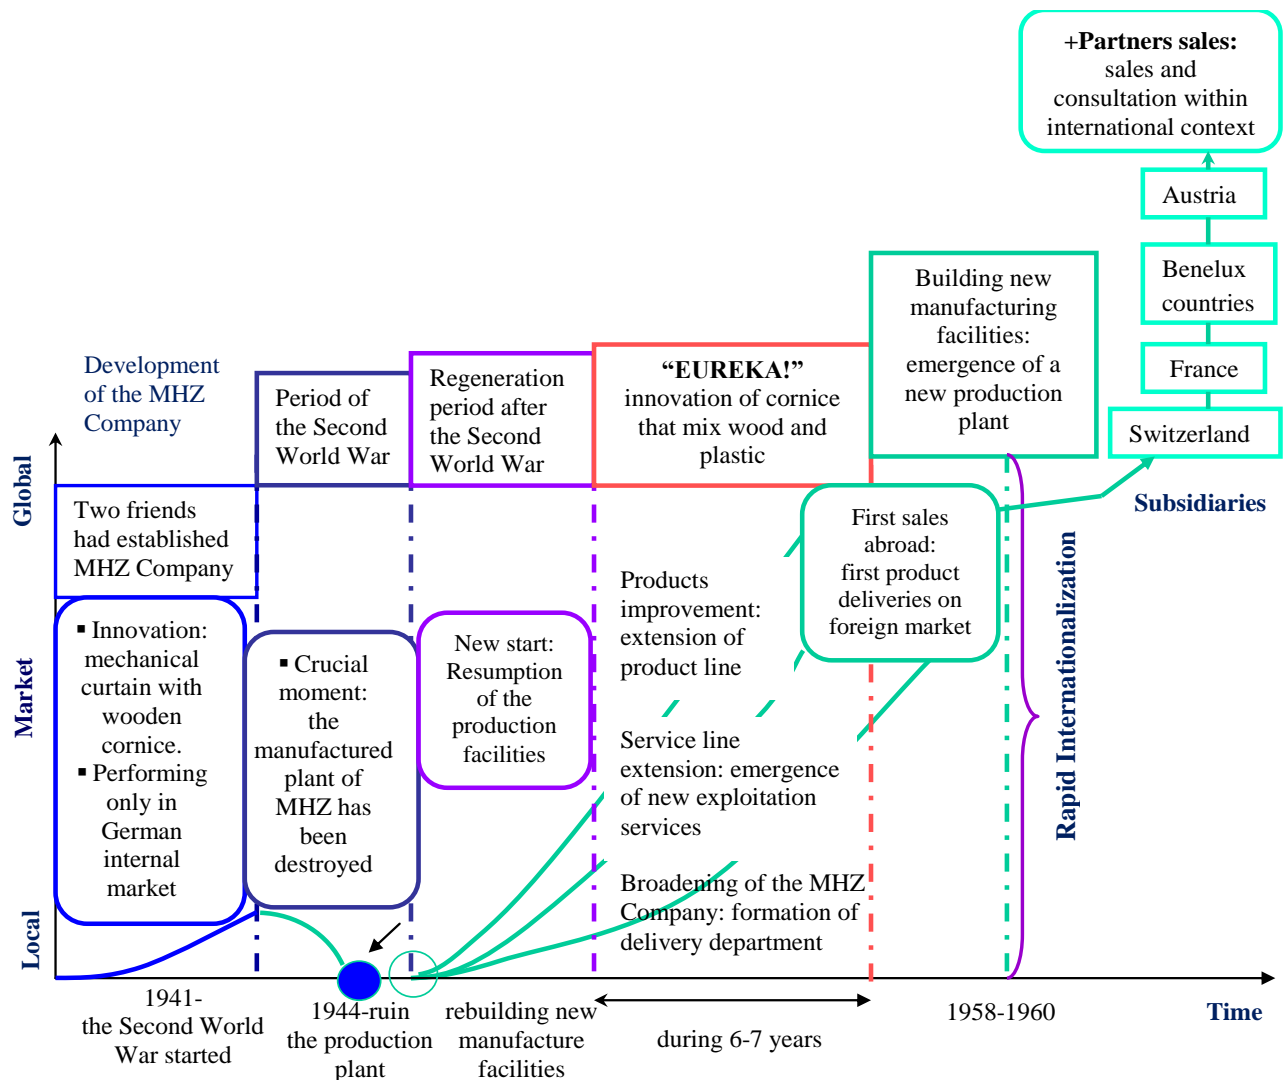 +Partners sales:
sales and
consultation within
international context
Austria
Benelux
countries
France
Switzerland
Subsidiaries
Building new
manufacturing
facilities:
emergence of a
new production
plant
“EUREKA!”
innovation of cornice
that mix wood and
plastic
Regeneration
period after
the Second
World War
Period of
the Second
World War
Development
of the MHZ
Company
Global
Market
Local
Two friends
had established
MHZ Company
▪ Innovation:
mechanical
curtain with
wooden
cornice.
▪ Performing
only in
German
internal
market
▪ Crucial
moment:
the
manufactured
plant of
MHZ has
been
destroyed
New start:
Resumption
of the
production
facilities
Products
improvement:
extension of
product line
Service line
extension: emergence
of new exploitation
services
Broadening of the MHZ
Company: formation of
delivery department
First sales
abroad:
first product
deliveries on
foreign market
Rapid Internationalization
1941-
the Second World
War started
1944-ruin
the production
plant
rebuilding new
manufacture
facilities
during 6-7 years
1958-1960
Time